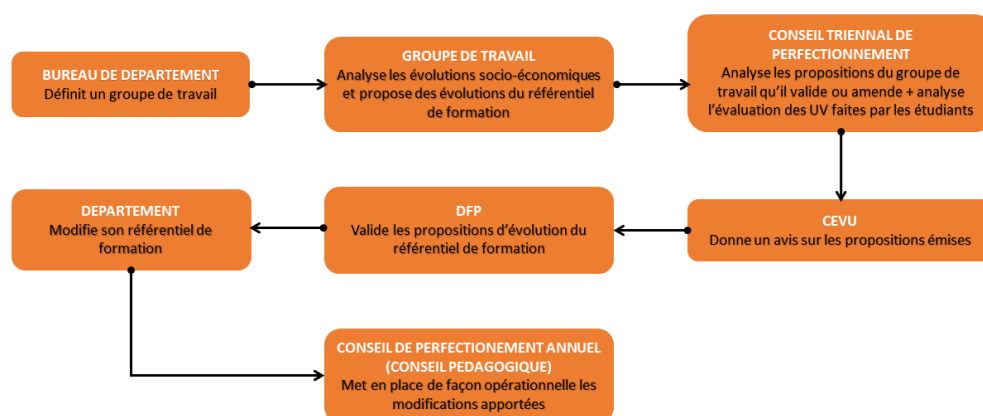 BUREAU DE DEPARTEMENT
Définit un groupe de travail
GROUPE DE TRAVAIL
Analyse les évolutions socio-économiques
et propose des évolutions du référentiel
de formation
CONSEIL TRIENNAL DE
PERFECTIONNEMENT
Analyse les propositions du groupe de
travail qu'il valide ou amende + analyse
l'évaluation des UV faites par les étudiants
CEVU
Donne un avis sur les propositions émises
DFP
Valide les propositions d'évolution du
référentiel de formation
DEPARTEMENT
Modifie son référentiel de
formation
CONSEIL DE PERFECTIONEMENT ANNUEL
(CONSEIL PEDAGOGIQUE)
Met en place de façon opérationnelle les
modifications apportées